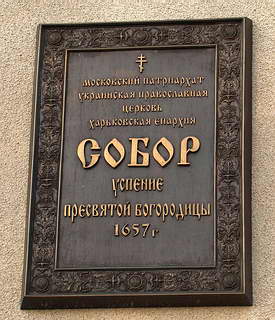 московский патриархат
украинская православная
церковь
харьковская епархия
СОБОР
успение
пресвятой богородицы
1657 г